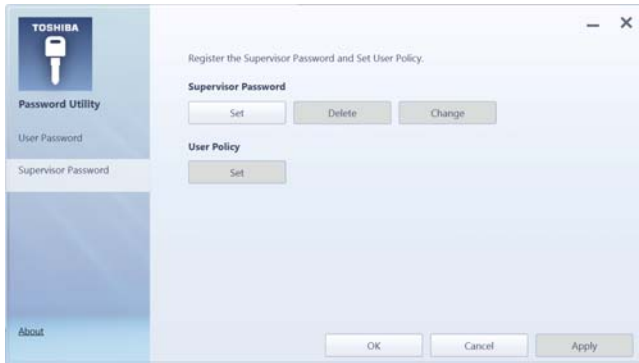 TOSHIBA
Password Utility
User Password
Supervisor Password
About
Register the Supervisor Password and Set User Policy.
Supervisor Password
Set Delete Change
User Policy
Set
OK Cancel Apply